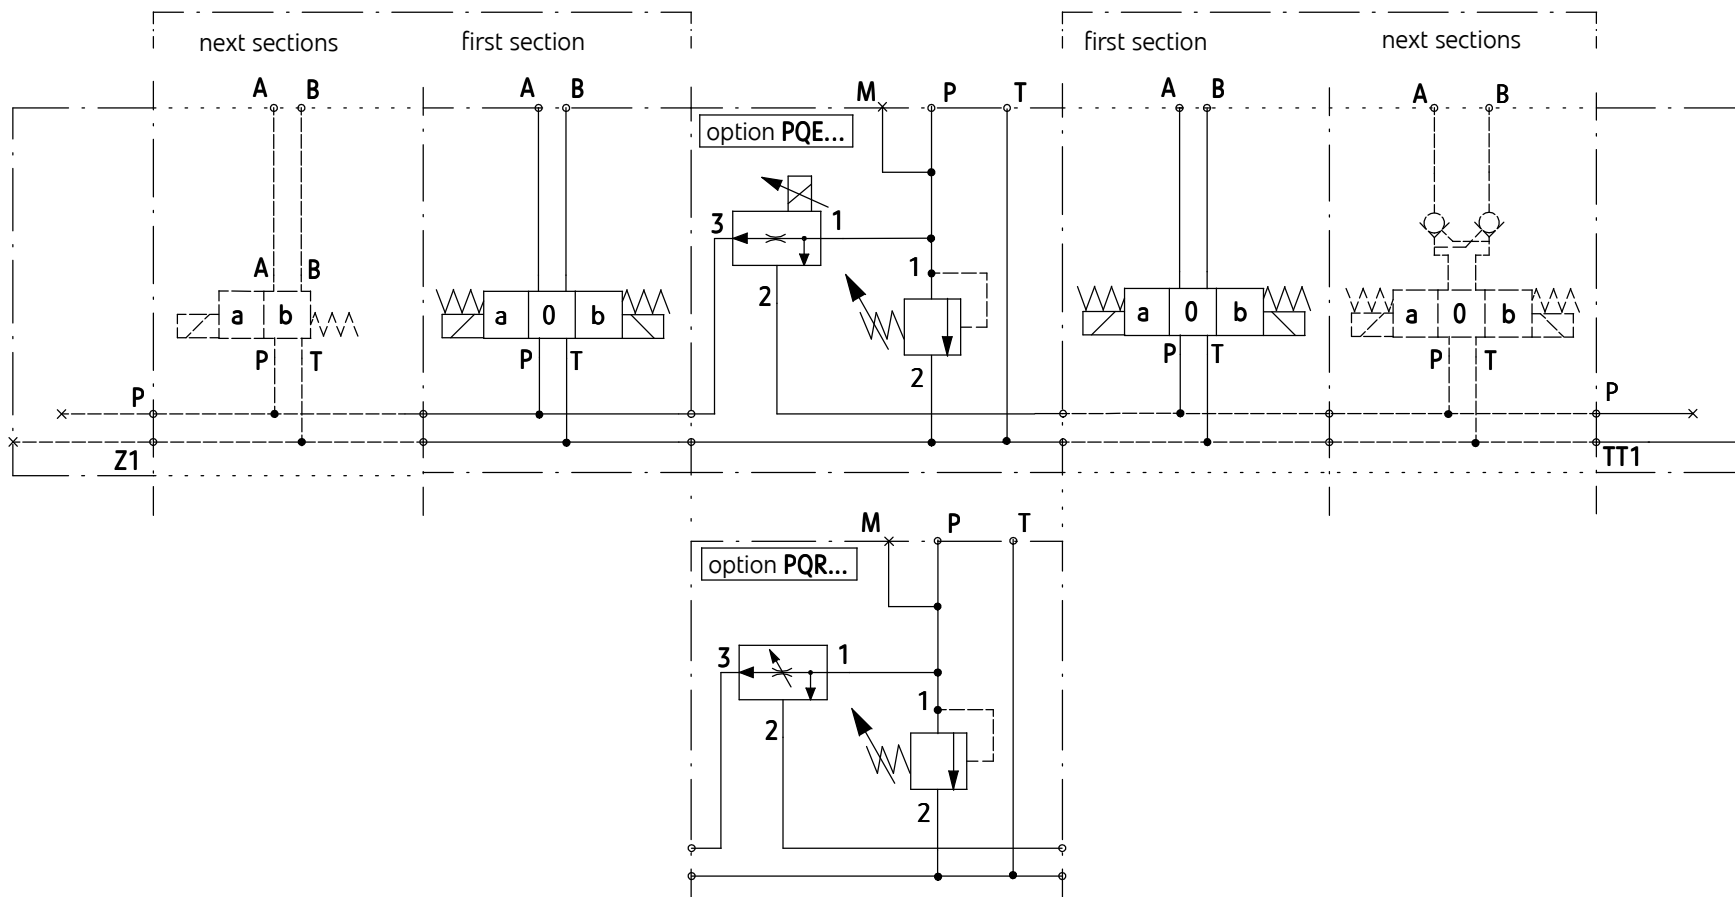 next sections
first section
first section
next sections
A B
A B
M P T
A B
A B
option PQE...
3 1
A B
1
2
a b
a 0 b
a 0 b
a 0 b
P T
P T
2
P T
P T
P
P
Z1
TT1
M P T
option PQR...
3 1
1
2
2